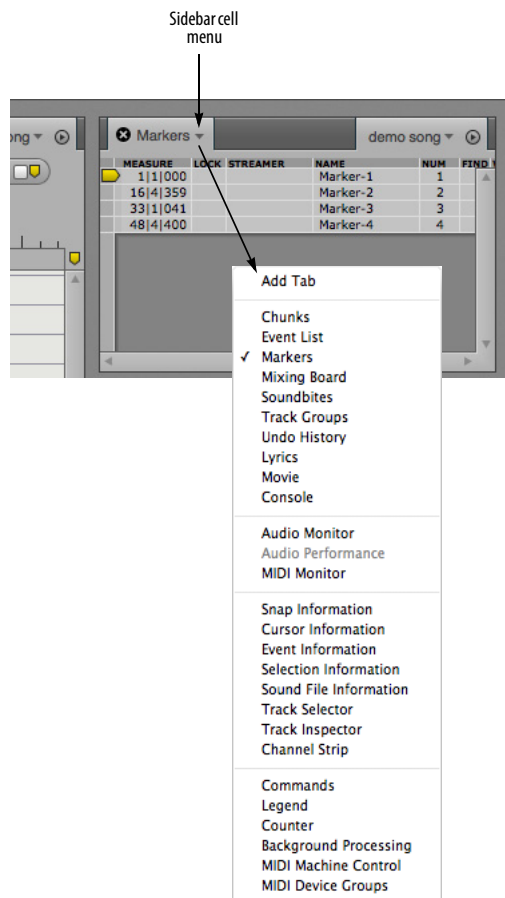 Sidebar cell
menu
ong
Markers
demo song
MEASURE LOCK STREAMER NAME NUM FIND
1|1|000 Marker-1 1
16|4|359 Marker-2 2
33|1|041 Marker-3 3
48|4|400 Marker-4 4
Add Tab
Chunks
Event List
✓ Markers
Mixing Board
Soundbites
Track Groups
Undo History
Lyrics
Movie
Console
Audio Monitor
Audio Performance
MIDI Monitor
Snap Information
Cursor Information
Event Information
Selection Information
Sound File Information
Track Selector
Track Inspector
Channel Strip
Commands
Legend
Counter
Background Processing
MIDI Machine Control
MIDI Device Groups